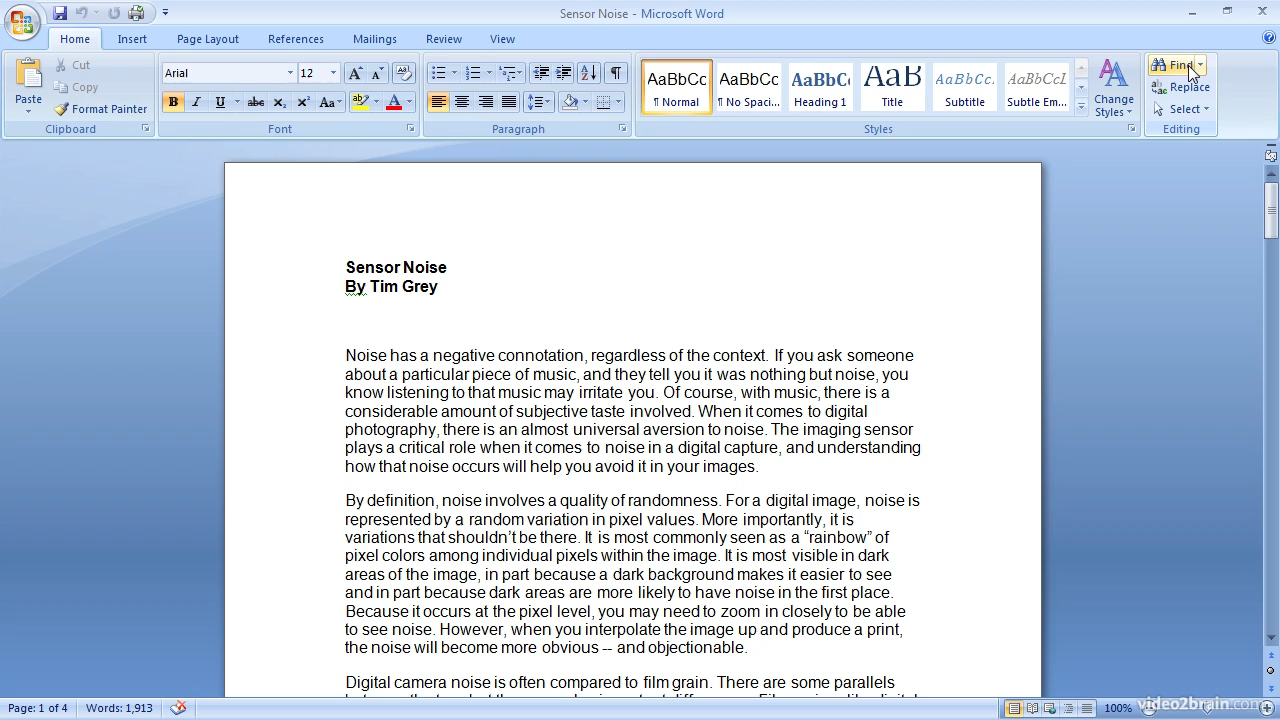 Sensor Noise - Microsoft Word
Home Insert Page Layout References Mailings Review View
Paste
Cut
Copy
Format Painter
Clipboard
Arial 12
B I U abc x₂ x² Aa
Font
Paragraph
AaBbCc AaBbCc AaBbC AaB AaBbCc. AaBbCcI
¶ Normal ¶ No Spaci... Heading 1 Title Subtitle Subtle Em...
Change
Styles
Styles
Find
Replace
Select
Editing
Sensor Noise
By Tim Grey
Noise has a negative connotation, regardless of the context. If you ask someone
about a particular piece of music, and they tell you it was nothing but noise, you
know listening to that music may irritate you. Of course, with music, there is a
considerable amount of subjective taste involved. When it comes to digital
photography, there is an almost universal aversion to noise. The imaging sensor
plays a critical role when it comes to noise in a digital capture, and understanding
how that noise occurs will help you avoid it in your images.
By definition, noise involves a quality of randomness. For a digital image, noise is
represented by a random variation in pixel values. More importantly, it is
variations that shouldn’t be there. It is most commonly seen as a “rainbow” of
pixel colors among individual pixels within the image. It is most visible in dark
areas of the image, in part because a dark background makes it easier to see
and in part because dark areas are more likely to have noise in the first place.
Because it occurs at the pixel level, you may need to zoom in closely to be able
to see noise. However, when you interpolate the image up and produce a print,
the noise will become more obvious -- and objectionable.
Digital camera noise is often compared to film grain. There are some parallels
Page: 1 of 4 Words: 1,913 100%
video2brain.com